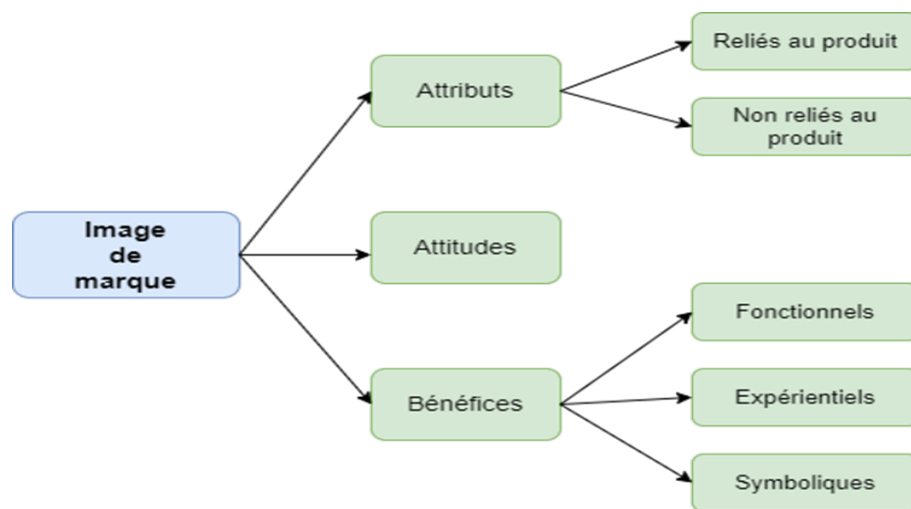 Reliés au produit
Attributs
Non reliés au
produit
Image
de
marque
Attitudes
Fonctionnels
Bénéfices
Expérientiels
Symboliques